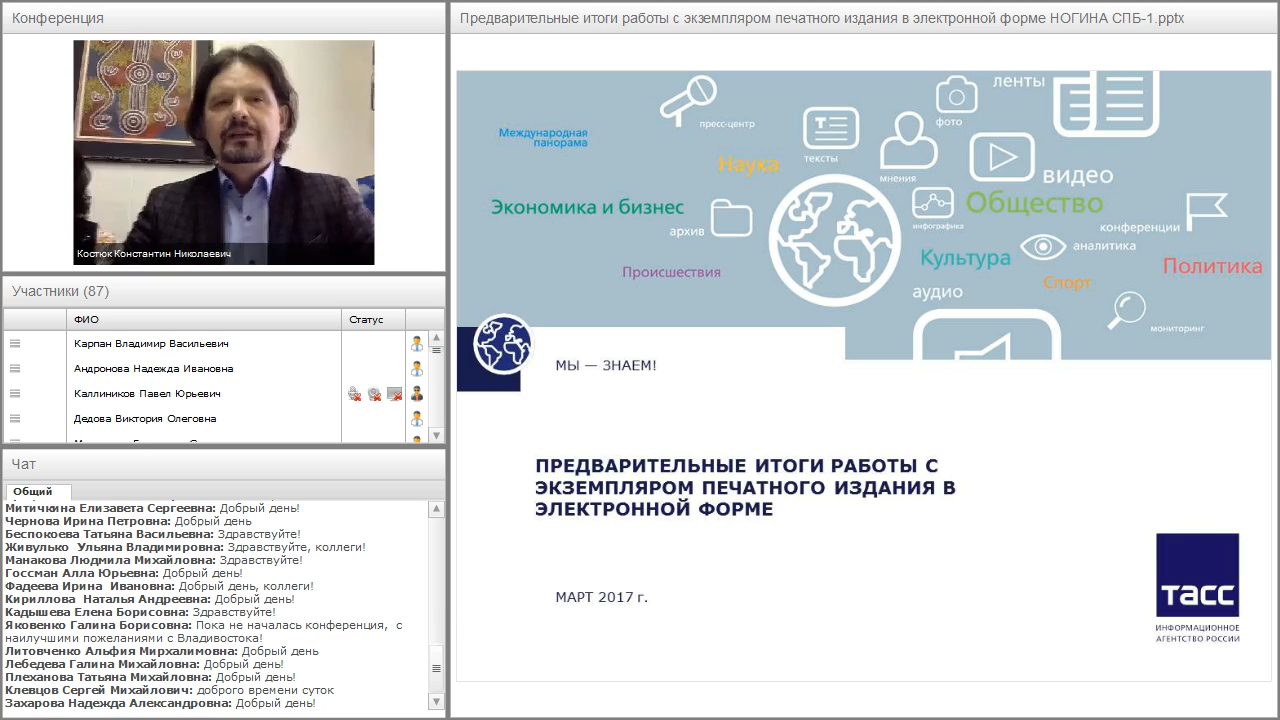 Конференция
Костюк Константин Николаевич
Участники (87)
ФИО
Статус
Карпан Владимир Васильевич
Андронова Надежда Ивановна
Каллиников Павел Юрьевич
Дедова Виктория Олеговна
Чат
Общий
Митичкина Елизавета Сергеевна: Добрый день!
Чернова Ирина Петровна: Добрый день
Беспокоева Татьяна Васильевна: Здравствуйте!
Живулько  Ульяна Владимировна: Здравствуйте, коллеги!
Манакова Людмила Михайловна: Здравствуйте!
Госсман Алла Юрьевна: Добрый день!
Фадеева Ирина  Ивановна: Добрый день, коллеги!
Кириллова  Наталья Андреевна: Добрый день!
Кадышева Елена Борисовна: Здравствуйте!
Яковенко Галина Борисовна: Пока не началась конференция,  с
наилучшими пожеланиями с Владивостока!
Литовченко Альфия Мирхалимовна: Добрый день
Лебедева Галина Михайловна: Добрый день!
Плеханова Татьяна Михайловна: Добрый день!
Клевцов Сергей Михайлович: доброго времени суток
Захарова Надежда Александровна: Добрый день!
Предварительные итоги работы с экземпляром печатного издания в электронной форме НОГИНА СПБ-1.pptx
ленты
пресс-центр
фото
Международная
панорама
тексты
Наука
мнения
видео
Экономика и бизнес
архив
инфографика
Общество
конференции
аналитика
Культура
Происшествия
Политика
Спорт
аудио
мониторинг
МЫ — ЗНАЕМ!
ПРЕДВАРИТЕЛЬНЫЕ ИТОГИ РАБОТЫ С
ЭКЗЕМПЛЯРОМ ПЕЧАТНОГО ИЗДАНИЯ В
ЭЛЕКТРОННОЙ ФОРМЕ
МАРТ 2017 г.
ТАСС
ИНФОРМАЦИОННОЕ
АГЕНТСТВО РОССИИ